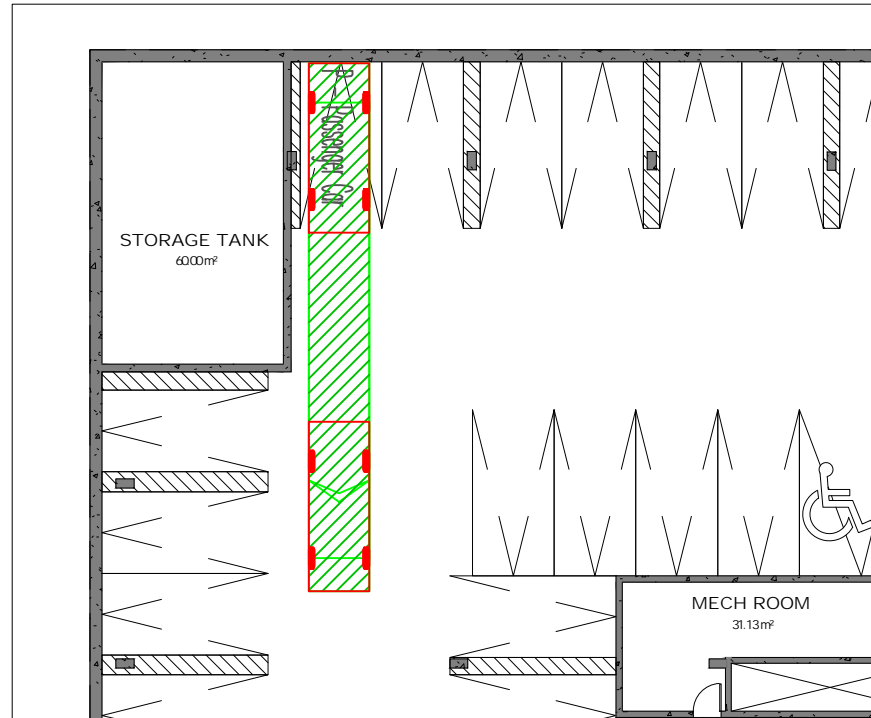 P - Passenger Car
STORAGE TANK
60.00m²
MECH ROOM
31.13m²